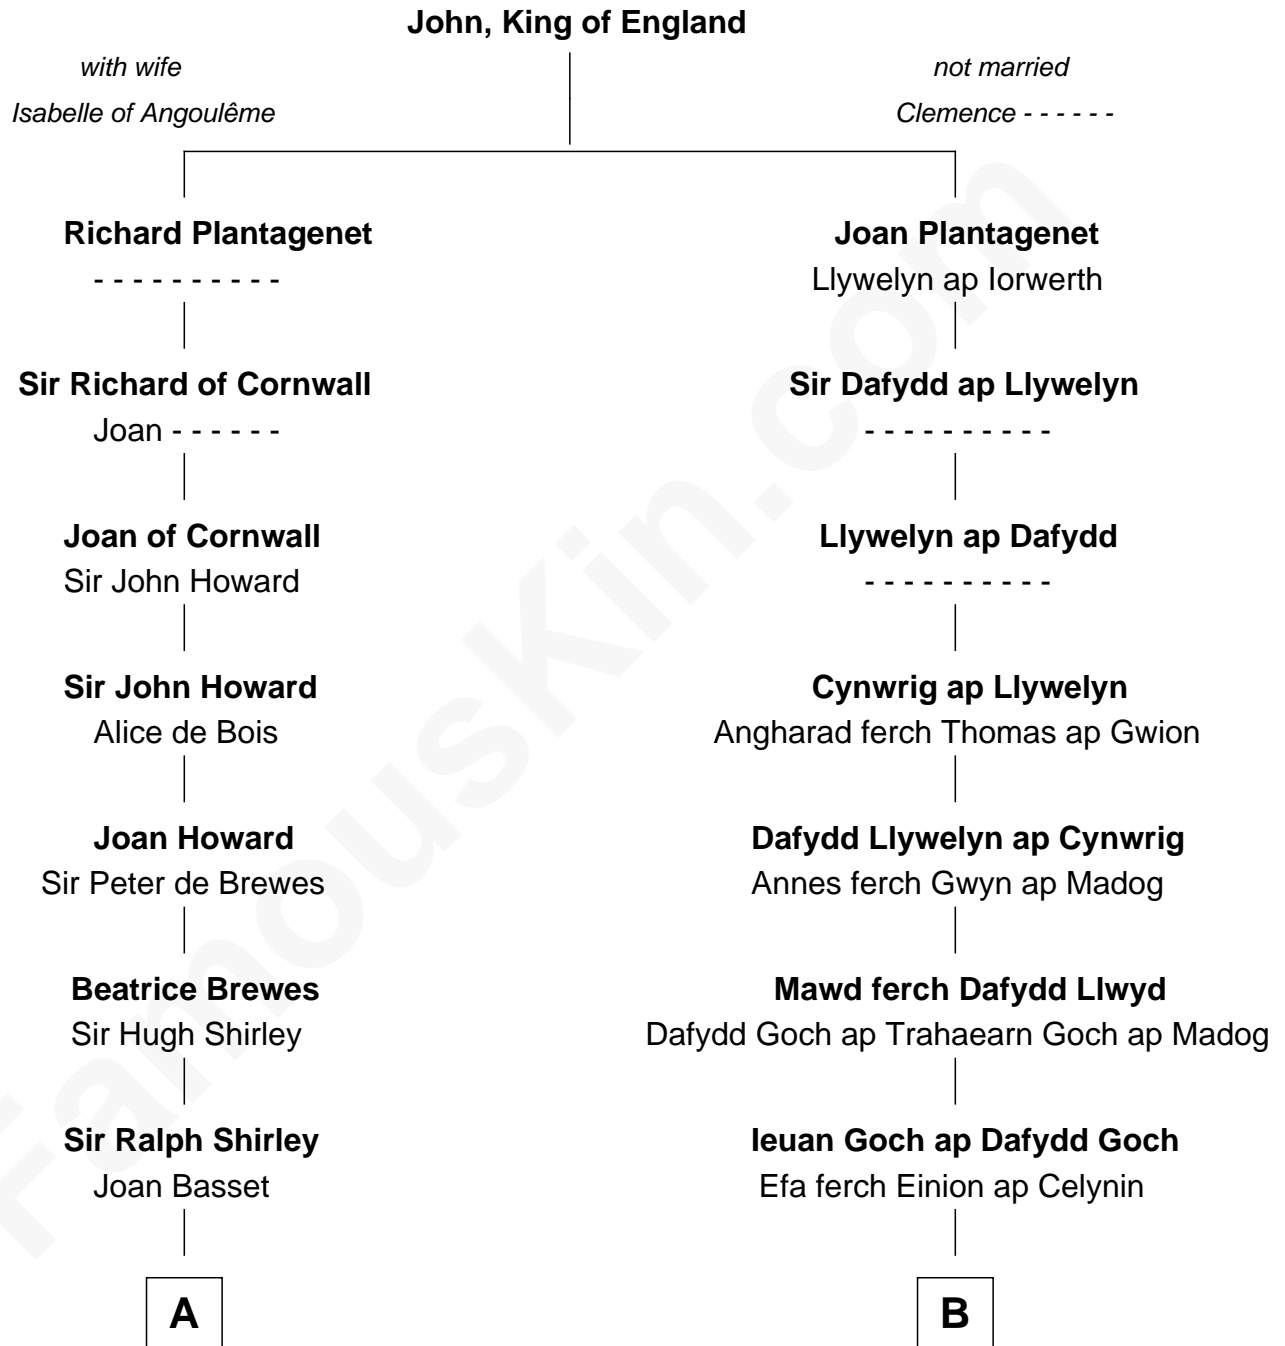 John, King of England
with wife
Isabelle of Angoulême
not married
Clemence - - - - - -
Richard Plantagenet
- - - - - - - - - -
Sir Richard of Cornwall
Joan - - - - - -
Joan of Cornwall
Sir John Howard
Sir John Howard
Alice de Bois
Joan Howard
Sir Peter de Brewes
Beatrice Brewes
Sir Hugh Shirley
Sir Ralph Shirley
Joan Basset
A
Joan Plantagenet
Llywelyn ap Iorwerth
Sir Dafydd ap Llywelyn
- - - - - - - - - -
Llywelyn ap Dafydd
- - - - - - - - - -
Cynwrig ap Llywelyn
Angharad ferch Thomas ap Gwion
Dafydd Llywelyn ap Cynwrig
Annes ferch Gwyn ap Madog
Mawd ferch Dafydd Llwyd
Dafydd Goch ap Trahaearn Goch ap Madog
Ieuan Goch ap Dafydd Goch
Efa ferch Einion ap Celynin
B
FamousKin.com